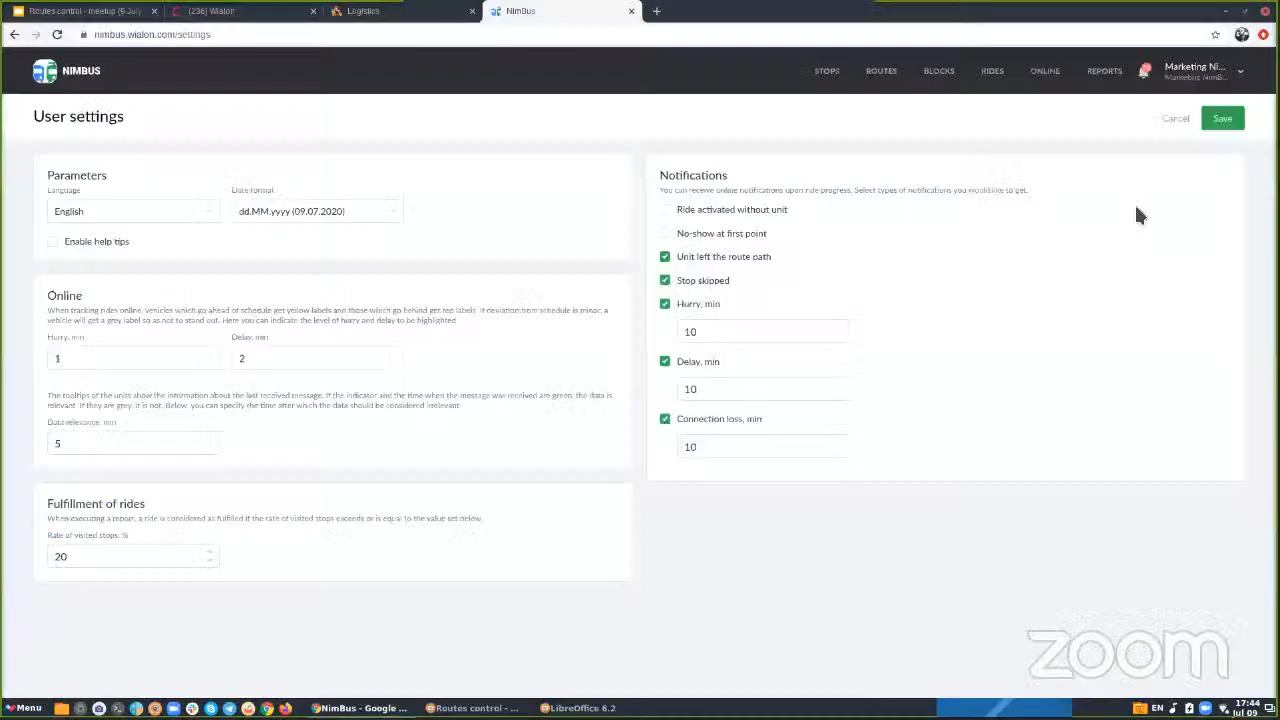 Routes control - meetup (9 July
(236) Wialon
Logistics
NimBus
nimbus.wialon.com/settings
NIMBUS
STOPS
ROUTES
BLOCKS
RIDES
ONLINE
REPORTS
Marketing Ni...
Marketing NimB...
User settings
Cancel
Save
Parameters
Language
Date format
English
dd.MM.yyyy (09.07.2020)
Enable help tips
Online
When tracking rides online, vehicles which go ahead of schedule get yellow labels and those which go behind get red labels. If deviation from schedule is minor, a
vehicle will get a grey label so as not to stand out. Here you can indicate the level of hurry and delay to be highlighted
Hurry, min
Delay, min
1
2
The tooltips of the units show the information about the last received message. If the indicator and the time when the message was received are green, the data is
relevant. If they are grey, it is not. Below, you can specify the time after which the data should be considered irrelevant
Data relevance, min
5
Fulfillment of rides
When executing a report, a ride is considered as fulfilled if the rate of visited stops exceeds or is equal to the value set below.
Rate of visited stops, %
20
Notifications
You can receive online notifications upon ride progress. Select types of notifications you would like to get.
Ride activated without unit
No-show at first point
Unit left the route path
Stop skipped
Hurry, min
10
Delay, min
10
Connection loss, min
10
zoom
Menu
NimBus - Google ...
Routes control - ...
LibreOffice 6.2
EN
17:44
Jul 09